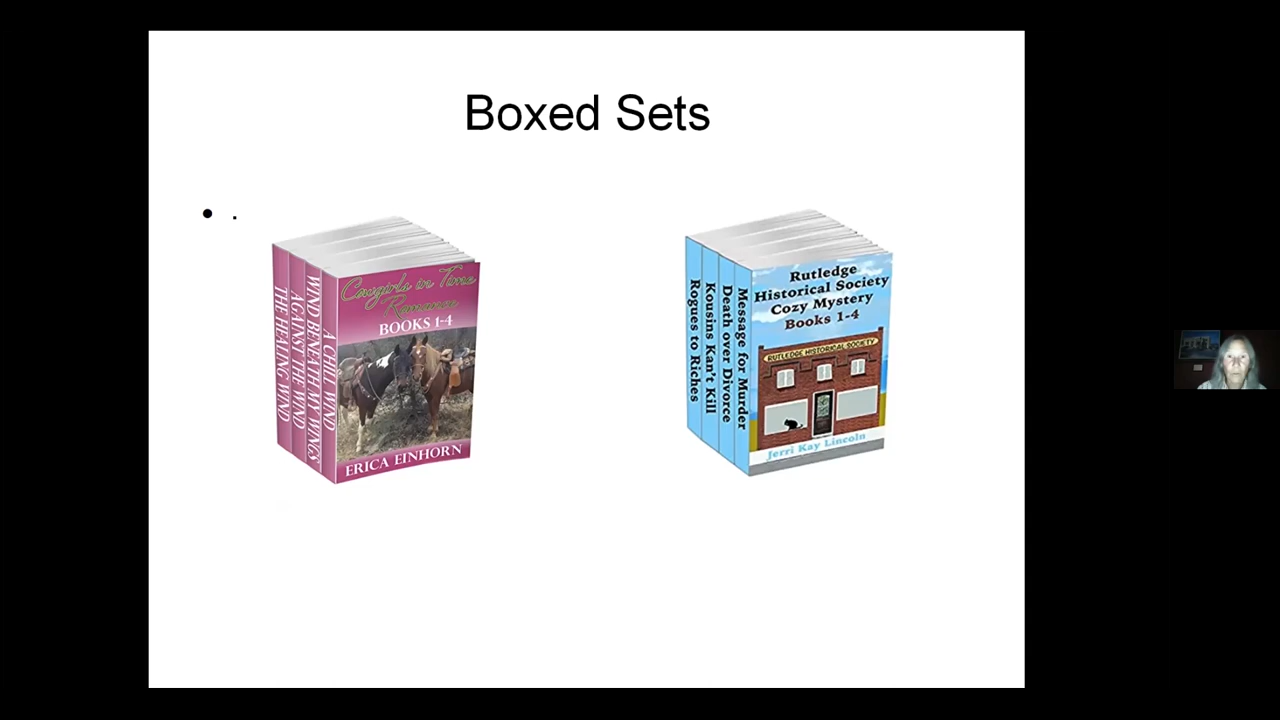 Boxed Sets
• .
THE HEALING WIND
AGAINST THE WIND
WIND BENEATH MY WINGS
A CHILL WIND
Cowgirls in Time
Romance
BOOKS 1-4
ERICA EINHORN
Rogues to Riches
Kousins Kan't Kill
Death over Divorce
Message for Murder
Rutledge
Historical Society
Cozy Mystery
Books 1-4
RUTLEDGE HISTORICAL SOCIETY
Jerri Kay Lincoln